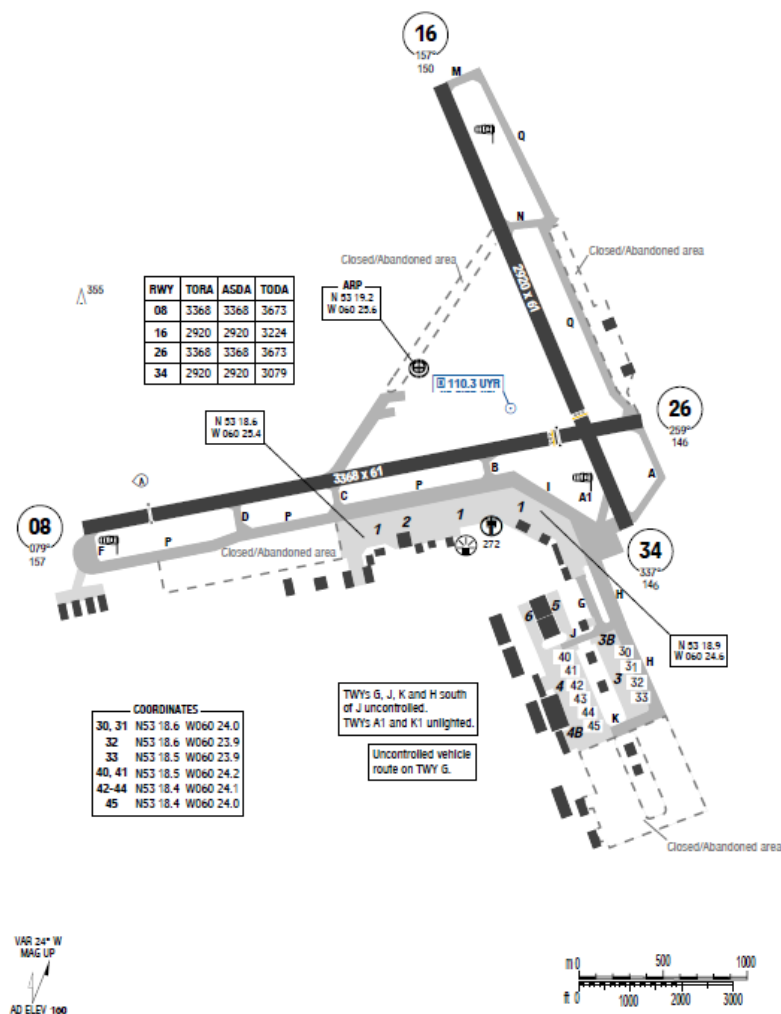 16
157°
150
M
Q
N
Closed/Abandoned area
Closed/Abandoned area
355
RWY TORA ASDA TODA
08 3368 3368 3673
16 2920 2920 3224
26 3368 3368 3673
34 2920 2920 3079
ARP
N 53 19.2
W 060 25.6
2920 x 61
Q
110.3 UYR
26
259°
146
N 53 18.6
W 060 25.4
3368 x 61
B
A
A
P
I
A1
C
08
079°
157
D
P
1
2
1
1
F
P
Closed/Abandoned area
272
34
337°
146
H
G
N 53 18.9
W 060 24.6
6
5
J
3B
30
H
40
31
41
4
42
3
32
43
33
44
K
45
4B
TWYs G, J, K and H south
of J uncontrolled.
TWYs A1 and K1 unlighted.
Uncontrolled vehicle
route on TWY G.
COORDINATES
30, 31 N53 18.6 W060 24.0
32 N53 18.6 W060 23.9
33 N53 18.5 W060 23.9
40, 41 N53 18.5 W060 24.2
42-44 N53 18.4 W060 24.1
45 N53 18.4 W060 24.0
Closed/Abandoned area
VAR 24° W
MAG UP
AD ELEV 160
m 0 500 1000
ft 0 1000 2000 3000